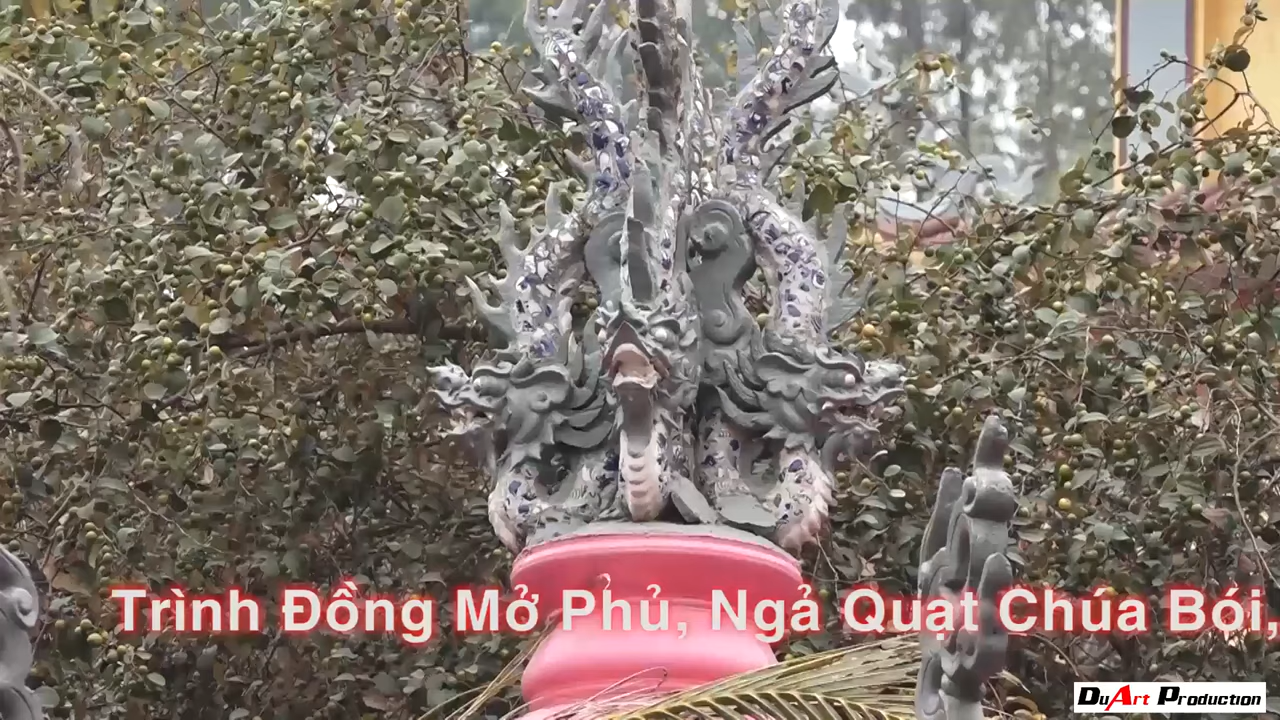 Trình Đồng Mở Phủ, Ngả Quạt Chúa Bói,
DuArt Production